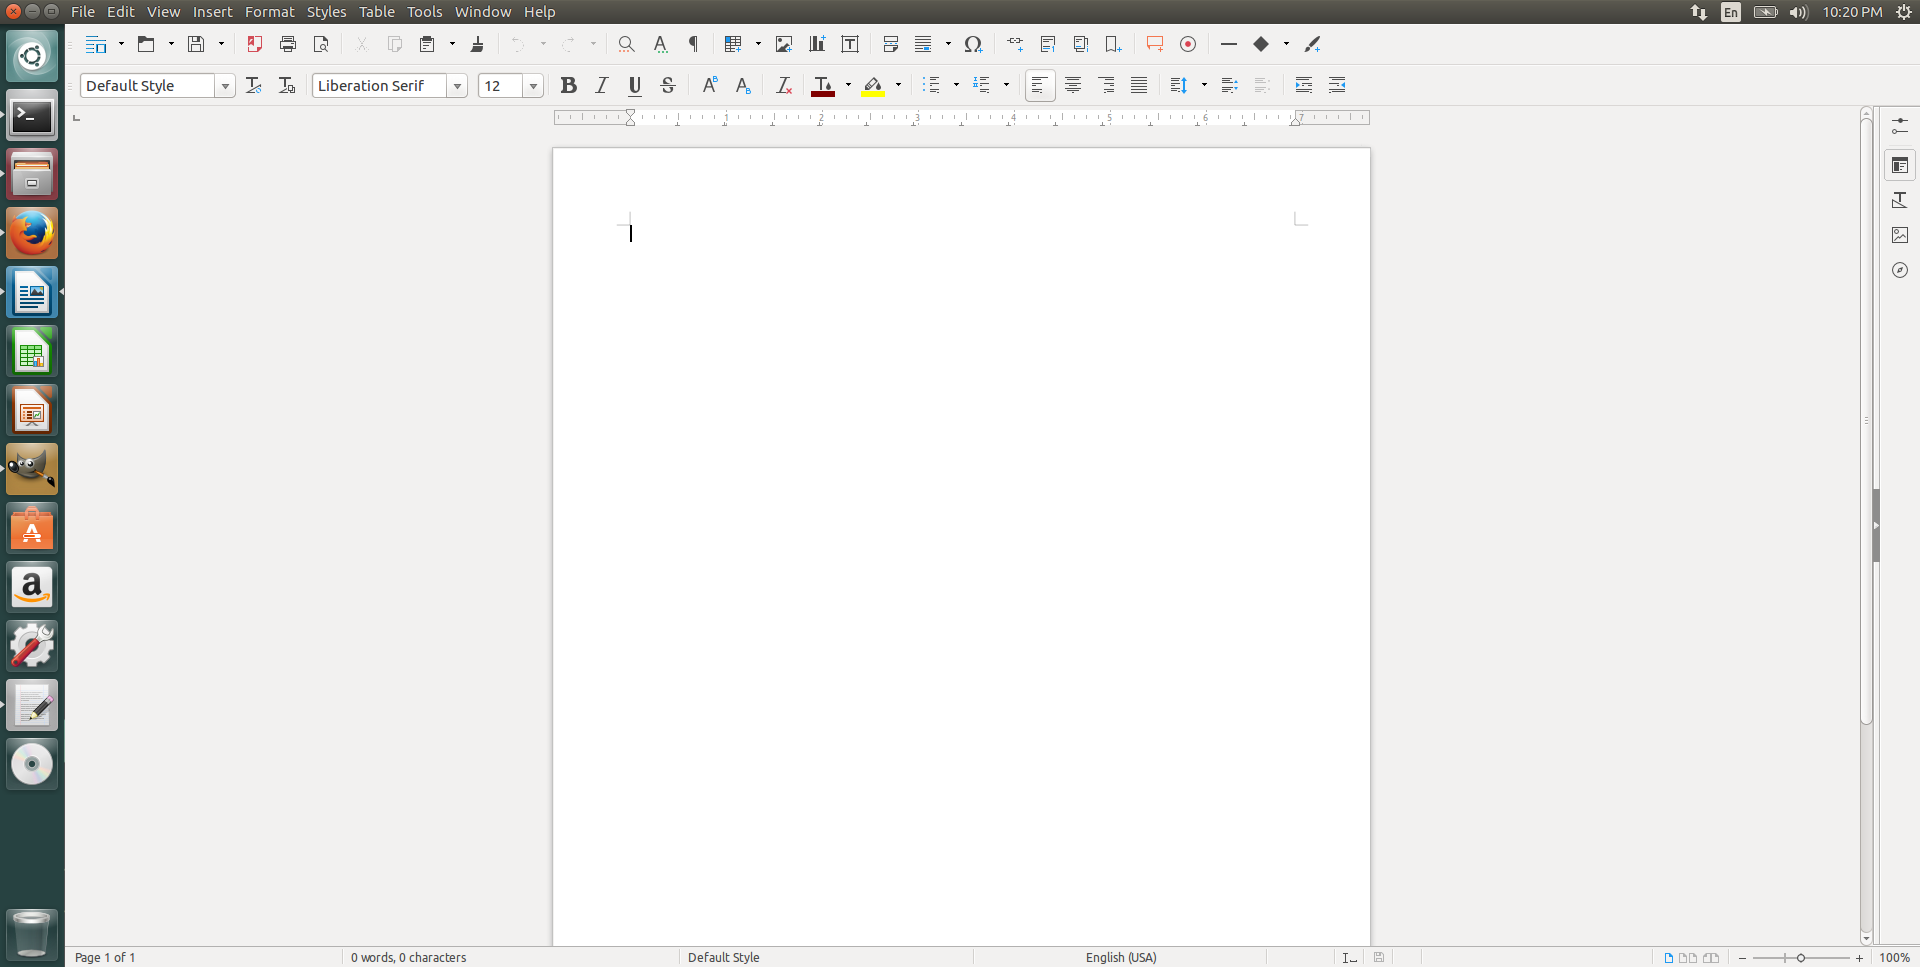 File Edit View Insert Format Styles Table Tools Window Help
En 10:20 PM
Default Style Liberation Serif 12
1 2 3 4 5 6 7
Page 1 of 1 0 words, 0 characters Default Style English (USA) 100%